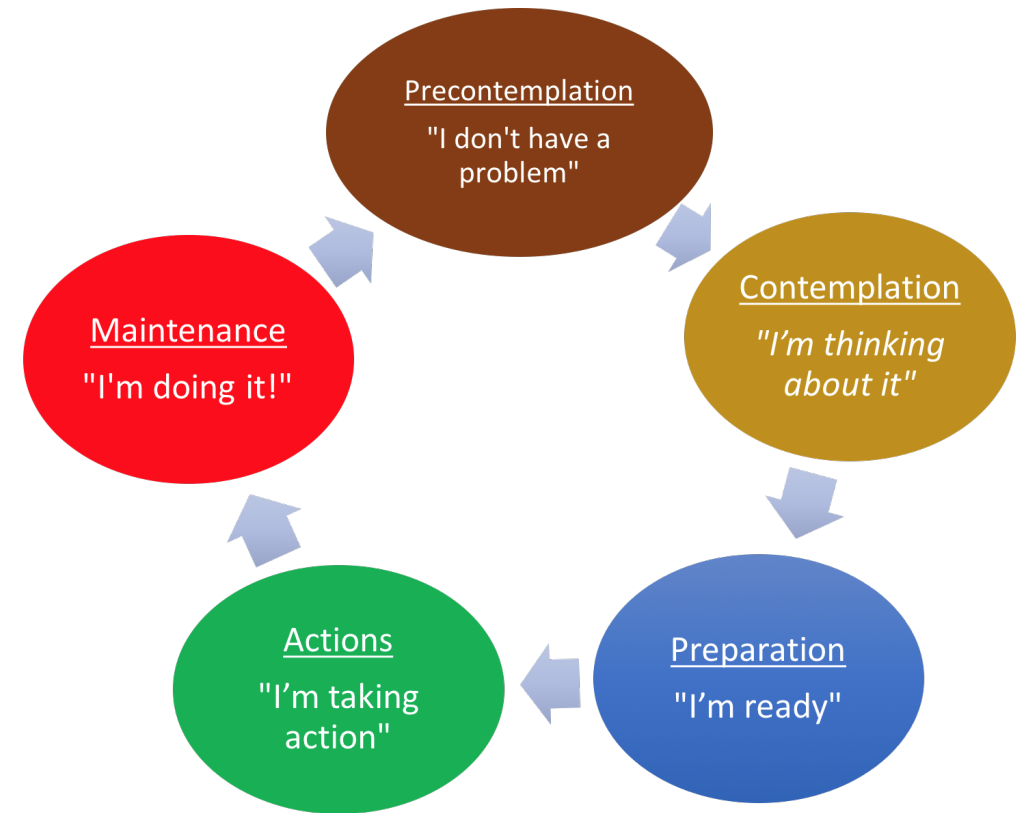 Precontemplation
"I don't have a
problem"
Contemplation
"I’m thinking
about it"
Preparation
"I’m ready"
Actions
"I’m taking
action"
Maintenance
"I'm doing it!"